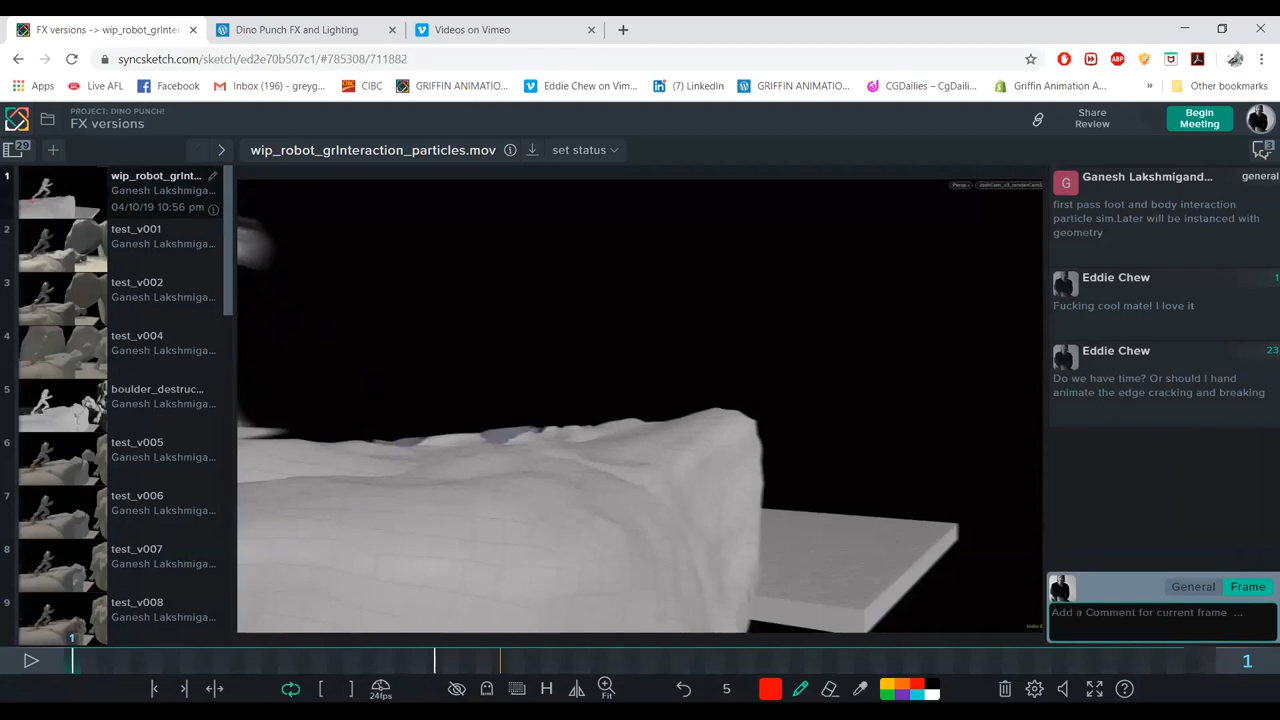 FX versions -> wip_robot_grInter
Dino Punch FX and Lighting
Videos on Vimeo
syncsketch.com/sketch/ed2e70b507c1/#785308/711882
Apps
Live AFL
Facebook
Inbox (196) - greyg...
CIBC
GRIFFIN ANIMATIO...
Eddie Chew on Vim...
(7) LinkedIn
GRIFFIN ANIMATIO...
CGDailies – CgDaili...
Griffin Animation A...
»
Other bookmarks
PROJECT: DINO PUNCH!
FX versions
Share Review
Begin Meeting
29
wip_robot_grInteraction_particles.mov
set status
3
1
wip_robot_grInt...
Ganesh Lakshmiga...
04/10/19 10:56 pm
2
test_v001
Ganesh Lakshmiga...
3
test_v002
Ganesh Lakshmiga...
4
test_v004
Ganesh Lakshmiga...
5
boulder_destruc...
Ganesh Lakshmiga...
6
test_v005
Ganesh Lakshmiga...
7
test_v006
Ganesh Lakshmiga...
8
test_v007
Ganesh Lakshmiga...
9
test_v008
Ganesh Lakshmiga...
Persp
G
Ganesh Lakshmigand...
general
first pass foot and body interaction
particle sim.Later will be instanced with
geometry
Eddie Chew
1
Fucking cool mate! I love it
Eddie Chew
23
Do we have time? Or should I hand
animate the edge cracking and breaking
General
Frame
Add a Comment for current frame ...
1
1
24fps
H
Fit
5